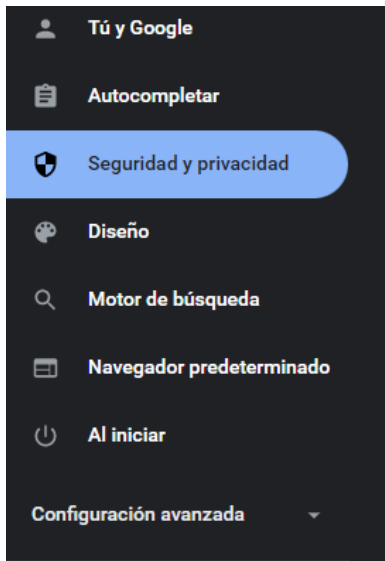 Tú y Google
Autocompletar
Seguridad y privacidad
Diseño
Motor de búsqueda
Navegador predeterminado
Al iniciar
Configuración avanzada